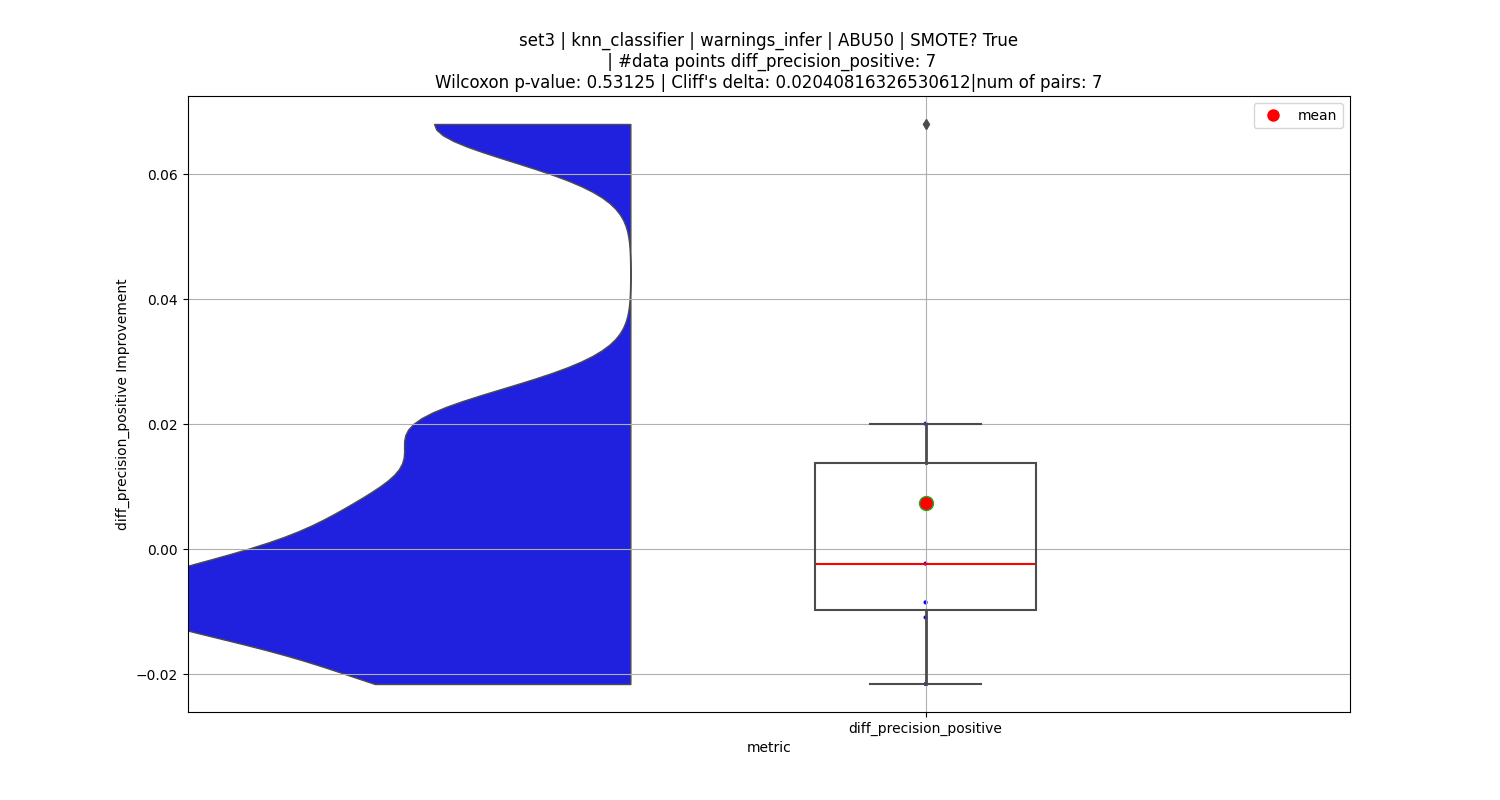 set3 | knn_classifier | warnings_infer | ABU50 | SMOTE? True
| #data points diff_precision_positive: 7
Wilcoxon p-value: 0.53125 | Cliff's delta: 0.02040816326530612|num of pairs: 7
mean
0.06
0.04
0.02
0.00
−0.02
diff_precision_positive Improvement
diff_precision_positive
metric